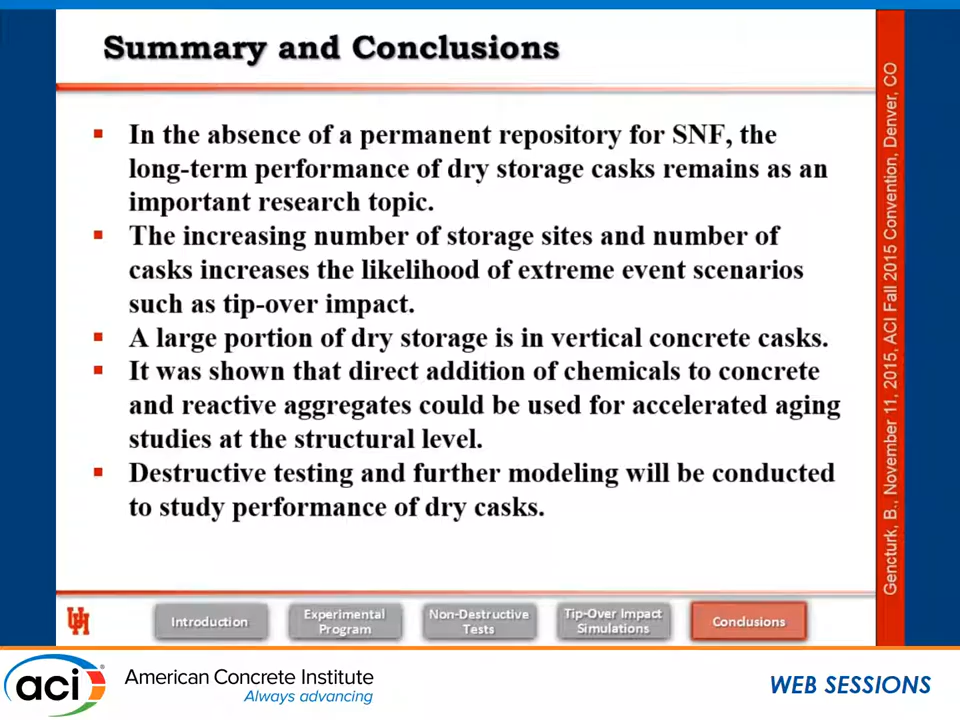 Summary and Conclusions
In the absence of a permanent repository for SNF, the
long-term performance of dry storage casks remains as an
important research topic.
The increasing number of storage sites and number of
casks increases the likelihood of extreme event scenarios
such as tip-over impact.
A large portion of dry storage is in vertical concrete casks.
It was shown that direct addition of chemicals to concrete
and reactive aggregates could be used for accelerated aging
studies at the structural level.
Destructive testing and further modeling will be conducted
to study performance of dry casks.
Gencturk, B., November 11, 2015, ACI Fall 2015 Convention, Denver, CO
UH
Introduction
Experimental
Program
Non-Destructive
Tests
Tip-Over Impact
Simulations
Conclusions
aci®
American Concrete Institute
Always advancing
WEB SESSIONS